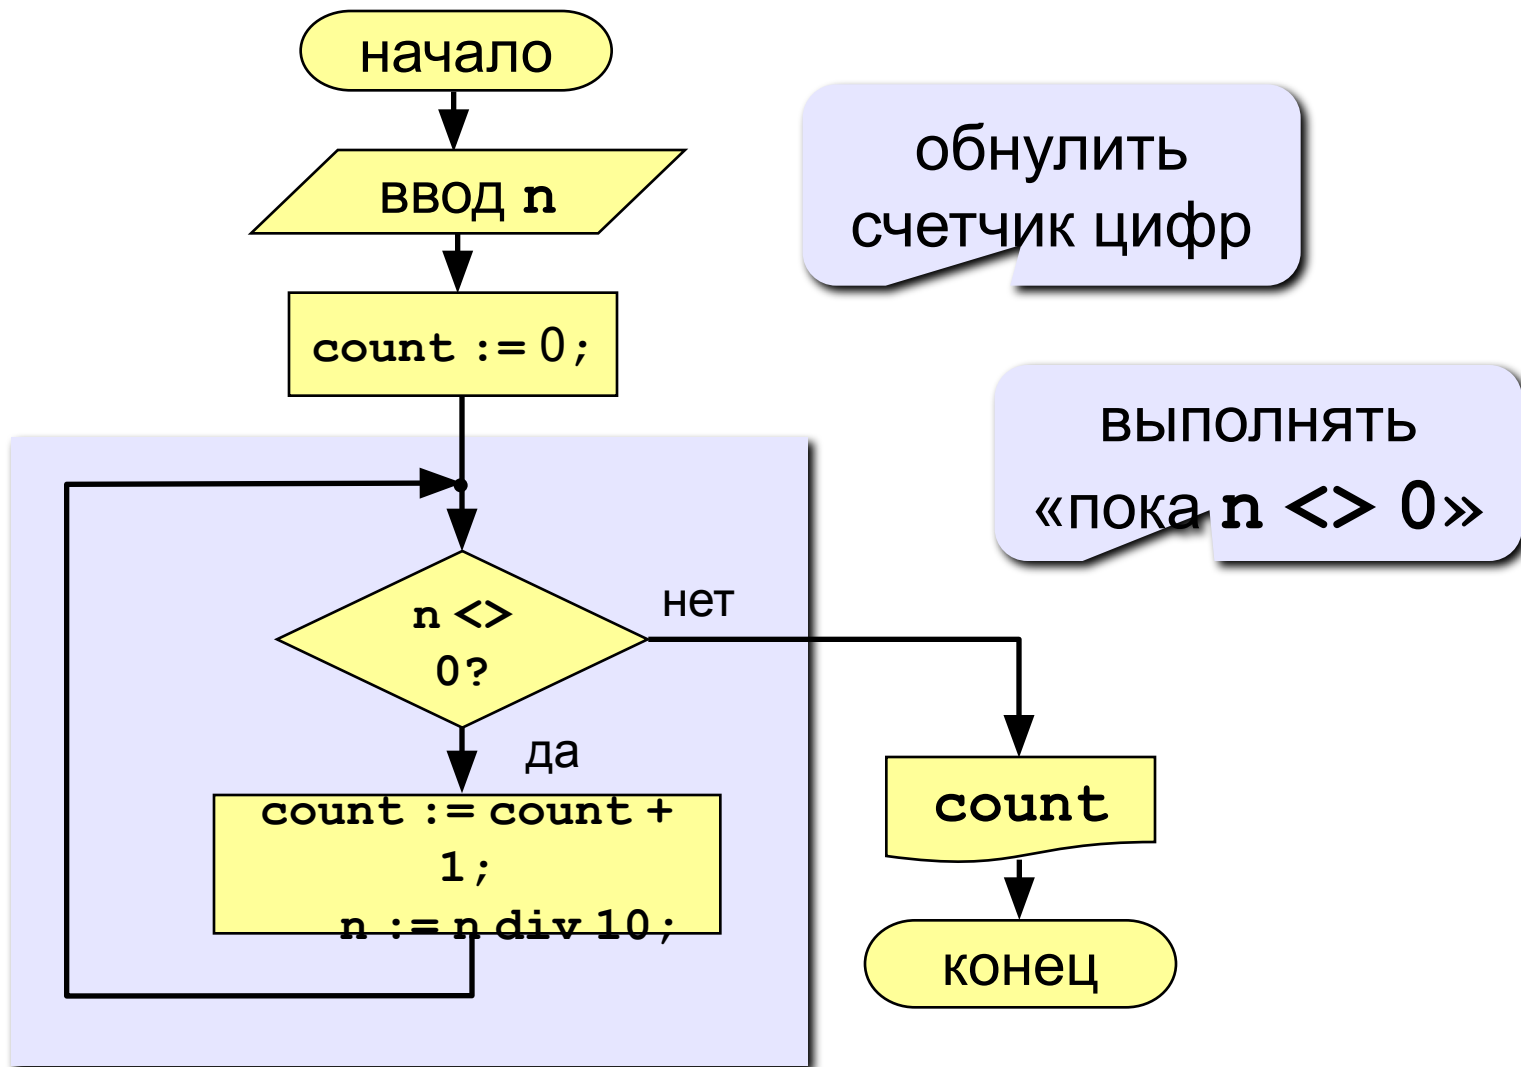 начало
ввод n
обнулить
счетчик цифр
count := 0;
выполнять
«пока n <> 0»
n <>
0?
нет
да
count := count +
1;
n := n div 10;
count
конец